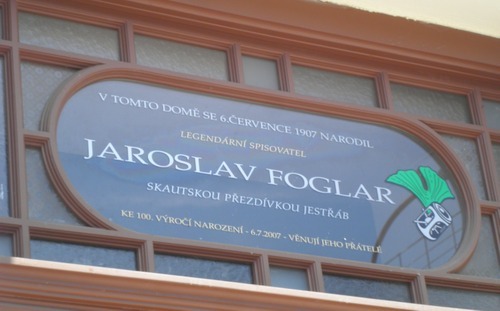 V TOMTO DOMĚ SE 6.ČERVENCE 1907 NARODIL
LEGENDÁRNÍ SPISOVATEL
JAROSLAV FOGLAR
SKAUTSKOU PŘEZDÍVKOU JESTŘÁB
KE 100. VÝROČÍ NAROZENÍ - 6.7.2007 - VĚNUJÍ JEHO PŘÁTELÉ